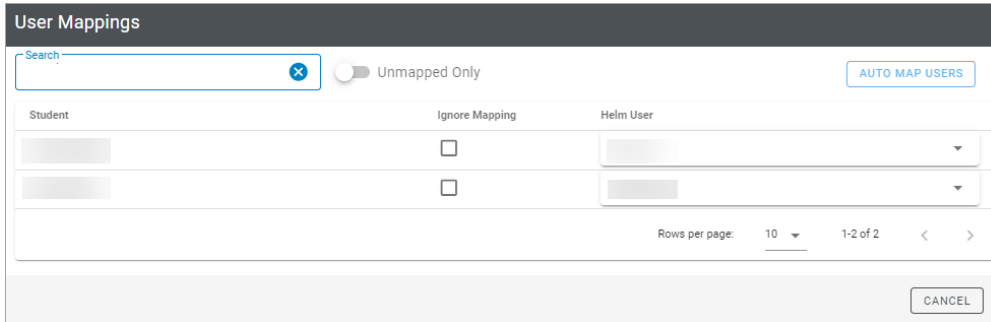 User Mappings
Search
Unmapped Only
AUTO MAP USERS
Student Ignore Mapping Helm User
Rows per page: 10 1-2 of 2
CANCEL